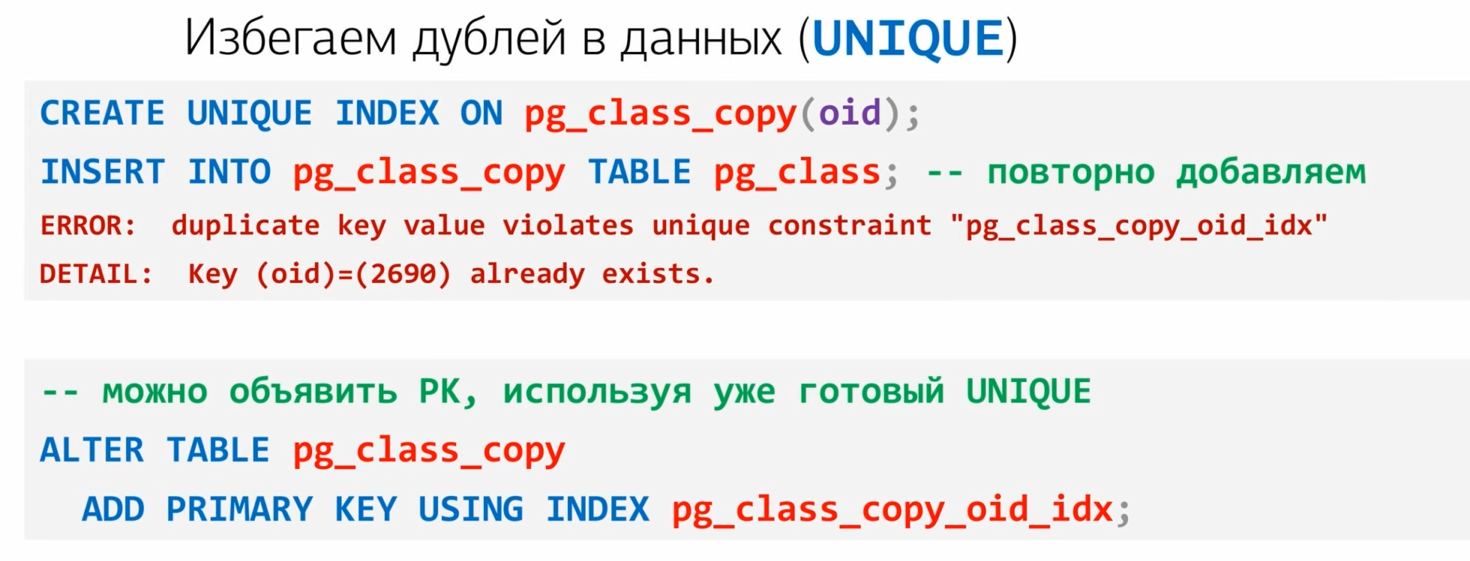 Избегаем дублей в данных (UNIQUE)
CREATE UNIQUE INDEX ON pg_class_copy(oid);
INSERT INTO pg_class_copy TABLE pg_class; -- повторно добавляем
ERROR:  duplicate key value violates unique constraint "pg_class_copy_oid_idx"
DETAIL:  Key (oid)=(2690) already exists.
-- можно объявить PK, используя уже готовый UNIQUE
ALTER TABLE pg_class_copy
  ADD PRIMARY KEY USING INDEX pg_class_copy_oid_idx;